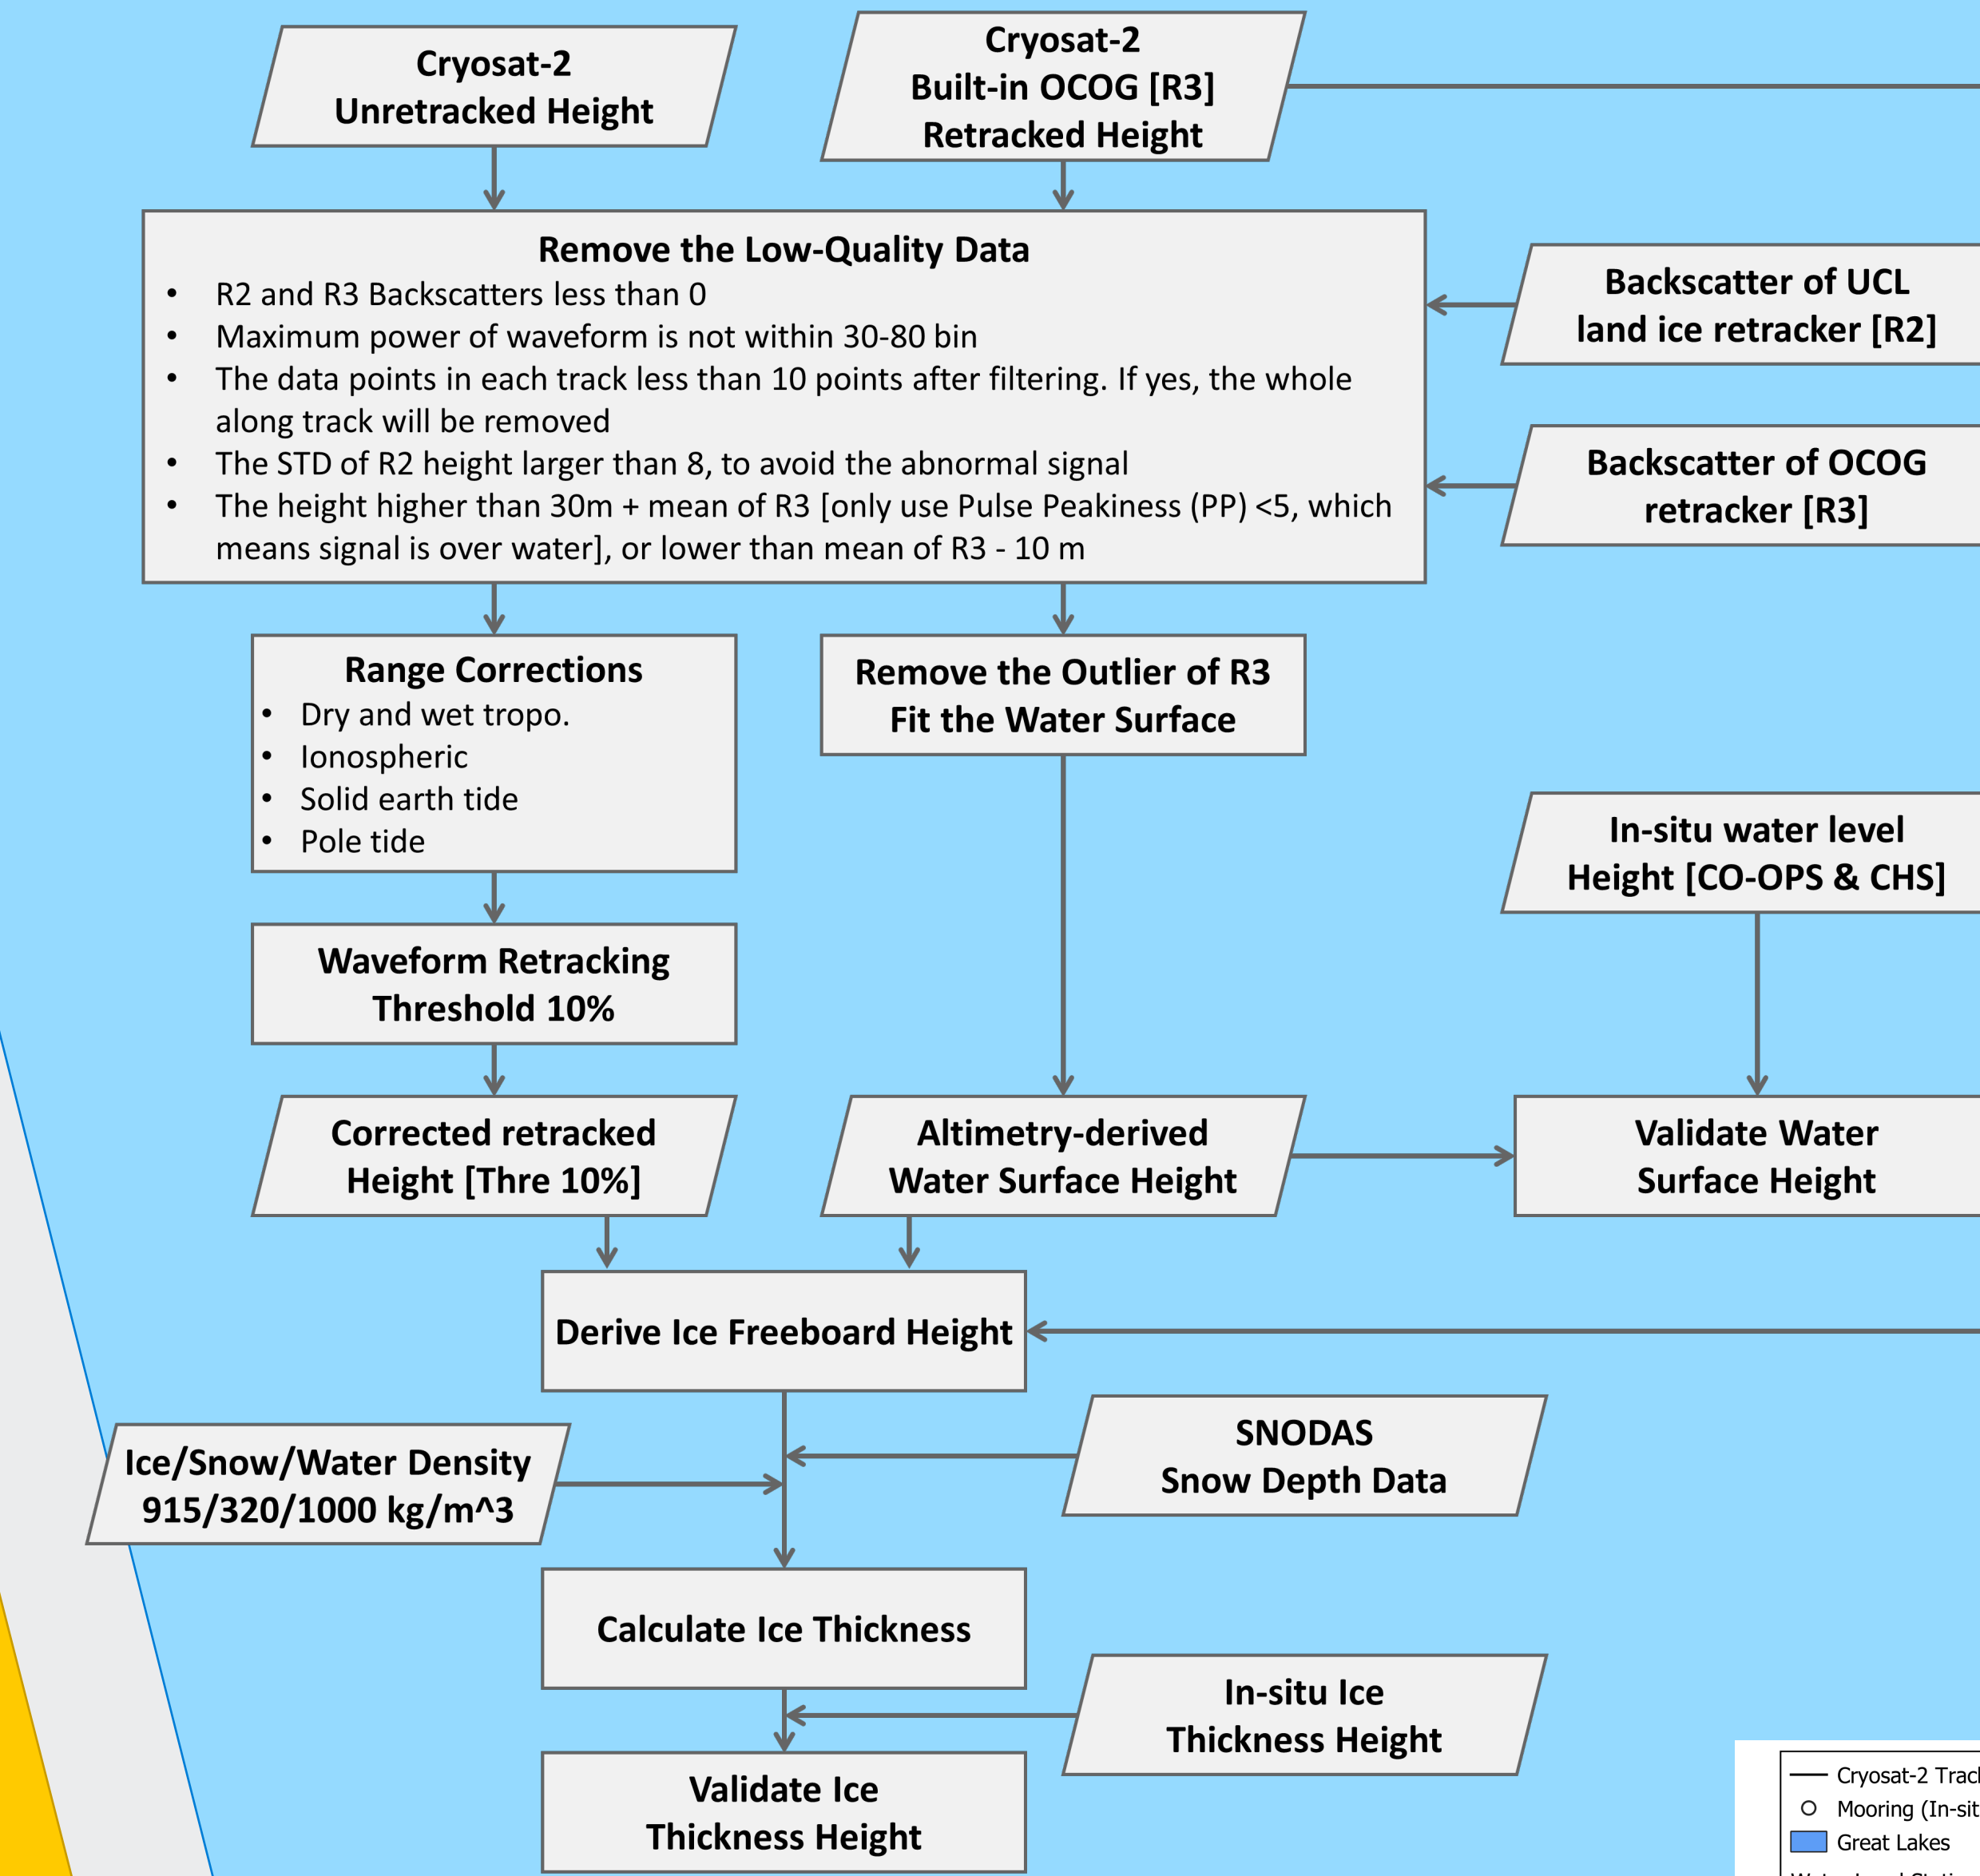 Cryosat-2
Unretracked Height
Cryosat-2
Built-in OCOG [R3]
Retracked Height
Remove the Low-Quality Data
• R2 and R3 Backscatters less than 0
• Maximum power of waveform is not within 30-80 bin
• The data points in each track less than 10 points after filtering. If yes, the whole
along track will be removed
• The STD of R2 height larger than 8, to avoid the abnormal signal
• The height higher than 30m + mean of R3 [only use Pulse Peakiness (PP) <5, which
means signal is over water], or lower than mean of R3 - 10 m
Backscatter of UCL
land ice retracker [R2]
Backscatter of OCOG
retracker [R3]
Range Corrections
• Dry and wet tropo.
• Ionospheric
• Solid earth tide
• Pole tide
Remove the Outlier of R3
Fit the Water Surface
In-situ water level
Height [CO-OPS & CHS]
Waveform Retracking
Threshold 10%
Corrected retracked
Height [Thre 10%]
Altimetry-derived
Water Surface Height
Validate Water
Surface Height
Derive Ice Freeboard Height
Ice/Snow/Water Density
915/320/1000 kg/m^3
SNODAS
Snow Depth Data
Calculate Ice Thickness
In-situ Ice
Thickness Height
Validate Ice
Thickness Height
Cryosat-2
Mooring
Great Lakes